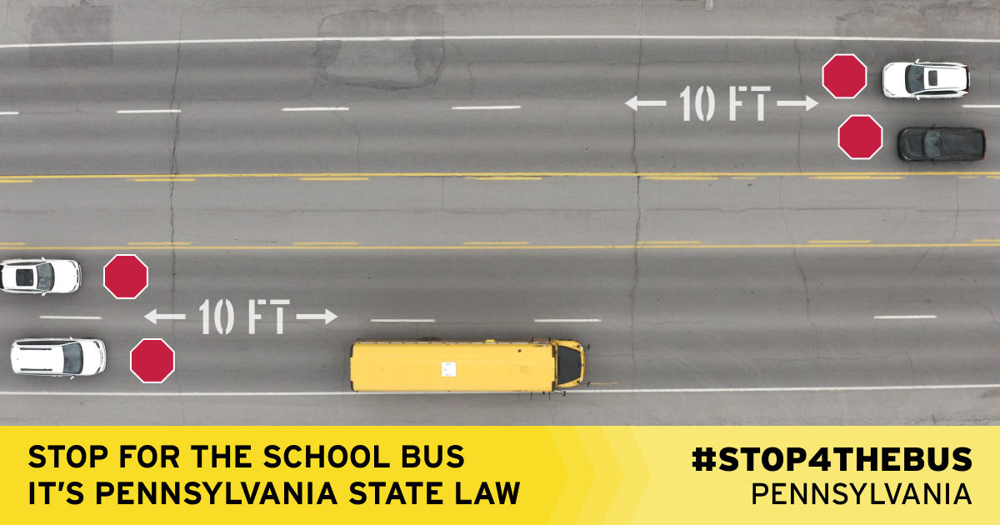 10 FT
10 FT
STOP FOR THE SCHOOL BUS
IT'S PENNSYLVANIA STATE LAW
#STOP4THEBUS
PENNSYLVANIA